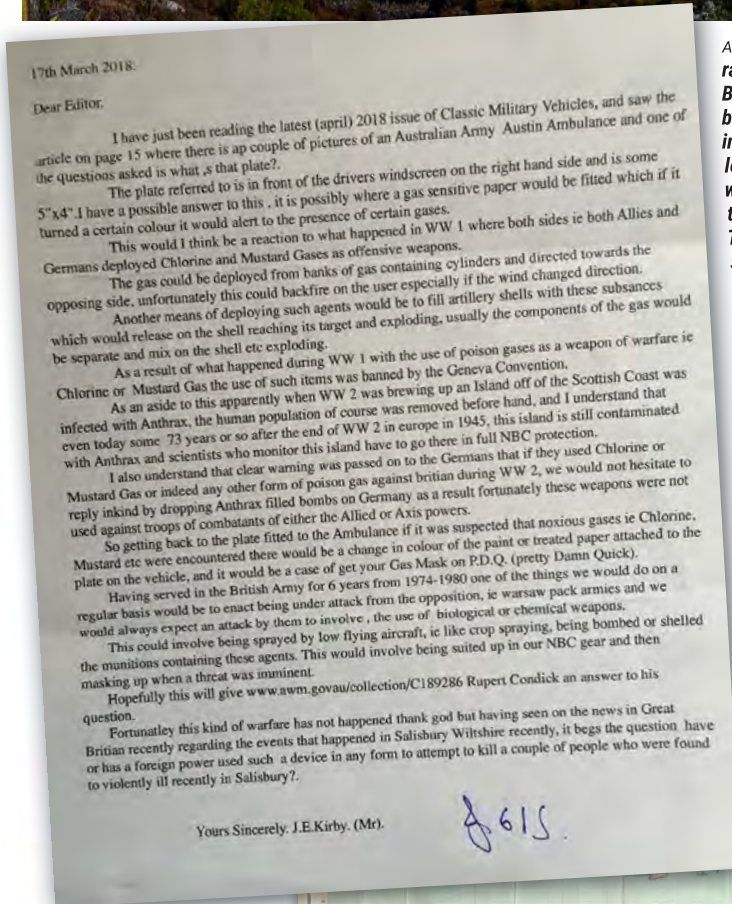 17th March 2018.
Dear Editor.
I have just been reading the latest (april) 2018 issue of Classic Military Vehicles, and saw the
article on page 15 where there is ap couple of pictures of an Australian Army Austin Ambulance and one of
the questions asked is what ,s that plate?.
The plate referred to is in front of the drivers windscreen on the right hand side and is some
5"x4".I have a possible answer to this , it is possibly where a gas sensitive paper would be fitted which if it
turned a certain colour it would alert to the presence of certain gases.
This would I think be a reaction to what happened in WW 1 where both sides ie both Allies and
Germans deployed Chlorine and Mustard Gases as offensive weapons.
The gas could be deployed from banks of gas containing cylinders and directed towards the
opposing side, unfortunately this could backfire on the user especially if the wind changed direction.
Another means of deploying such agents would be to fill artillery shells with these subsances
which would release on the shell reaching its target and exploding, usually the components of the gas would
be separate and mix on the shell etc exploding.
As a result of what happened during WW 1 with the use of poison gases as a weapon of warfare ie
Chlorine or Mustard Gas the use of such items was banned by the Geneva Convention.
As an aside to this apparently when WW 2 was brewing up an Island off of the Scottish Coast was
infected with Anthrax, the human population of course was removed before hand, and I understand that
even today some 73 years or so after the end of WW 2 in europe in 1945, this island is still contaminated
with Anthrax and scientists who monitor this island have to go there in full NBC protection.
I also understand that clear warning was passed on to the Germans that if they used Chlorine or
Mustard Gas or indeed any other form of poison gas against britian during WW 2, we would not hesitate to
reply inkind by dropping Anthrax filled bombs on Germany as a result fortunately these weapons were not
used against troops of combatants of either the Allied or Axis powers.
So getting back to the plate fitted to the Ambulance if it was suspected that noxious gases ie Chlorine,
Mustard etc were encountered there would be a change in colour of the paint or treated paper attached to the
plate on the vehicle, and it would be a case of get your Gas Mask on P.D.Q. (pretty Damn Quick).
Having served in the British Army for 6 years from 1974-1980 one of the things we would do on a
regular basis would be to enact being under attack from the opposition, ie warsaw pack armies and we
would always expect an attack by them to involve , the use of biological or chemical weapons.
This could involve being sprayed by low flying aircraft, ie like crop spraying, being bombed or shelled
the munitions containing these agents. This would involve being suited up in our NBC gear and then
masking up when a threat was imminent.
Hopefully this will give www.awm.govau/collection/C189286 Rupert Condick an answer to his
question.
Fortunatley this kind of warfare has not happened thank god but having seen on the news in Great
Britian recently regarding the events that happened in Salisbury Wiltshire recently, it begs the question have
or has a foreign power used such a device in any form to attempt to kill a couple of people who were found
to violently ill recently in Salisbury?.
Yours Sincerely. J.E.Kirby. (Mr).